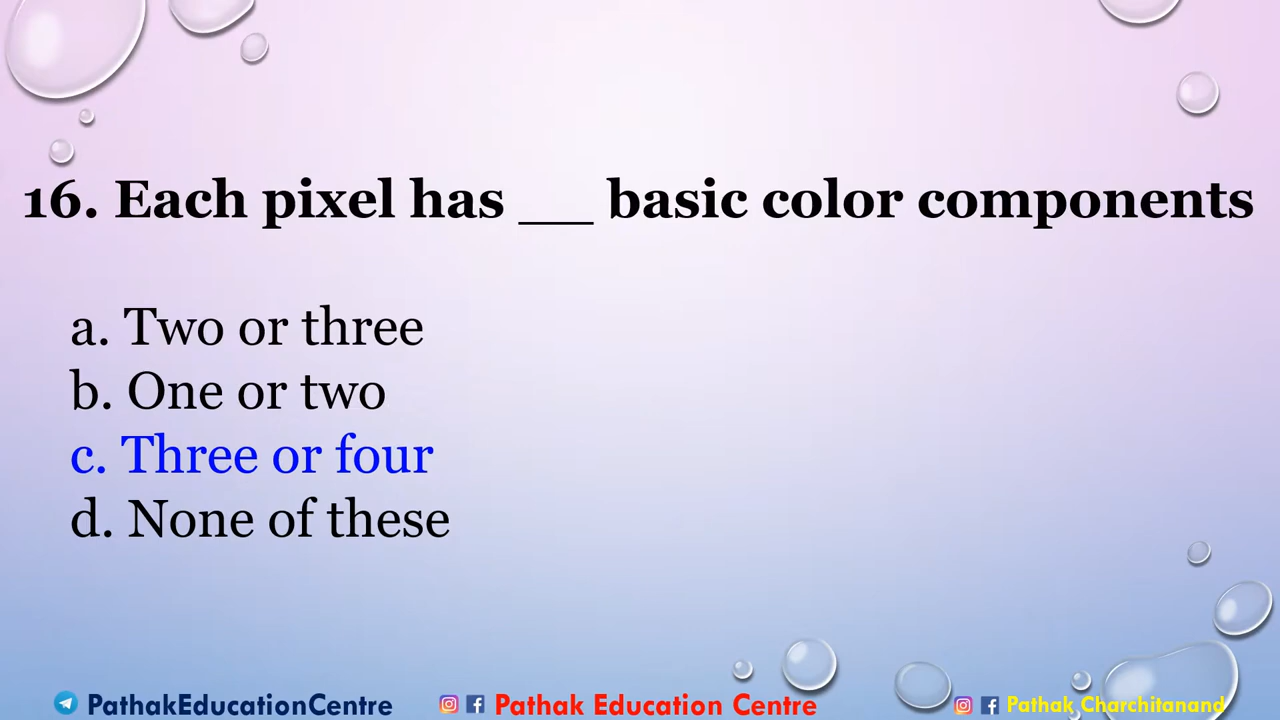 16. Each pixel has __ basic color components
a. Two or three
b. One or two
c. Three or four
d. None of these
PathakEducationCentre Pathak Education Centre Pathak Charchitanand